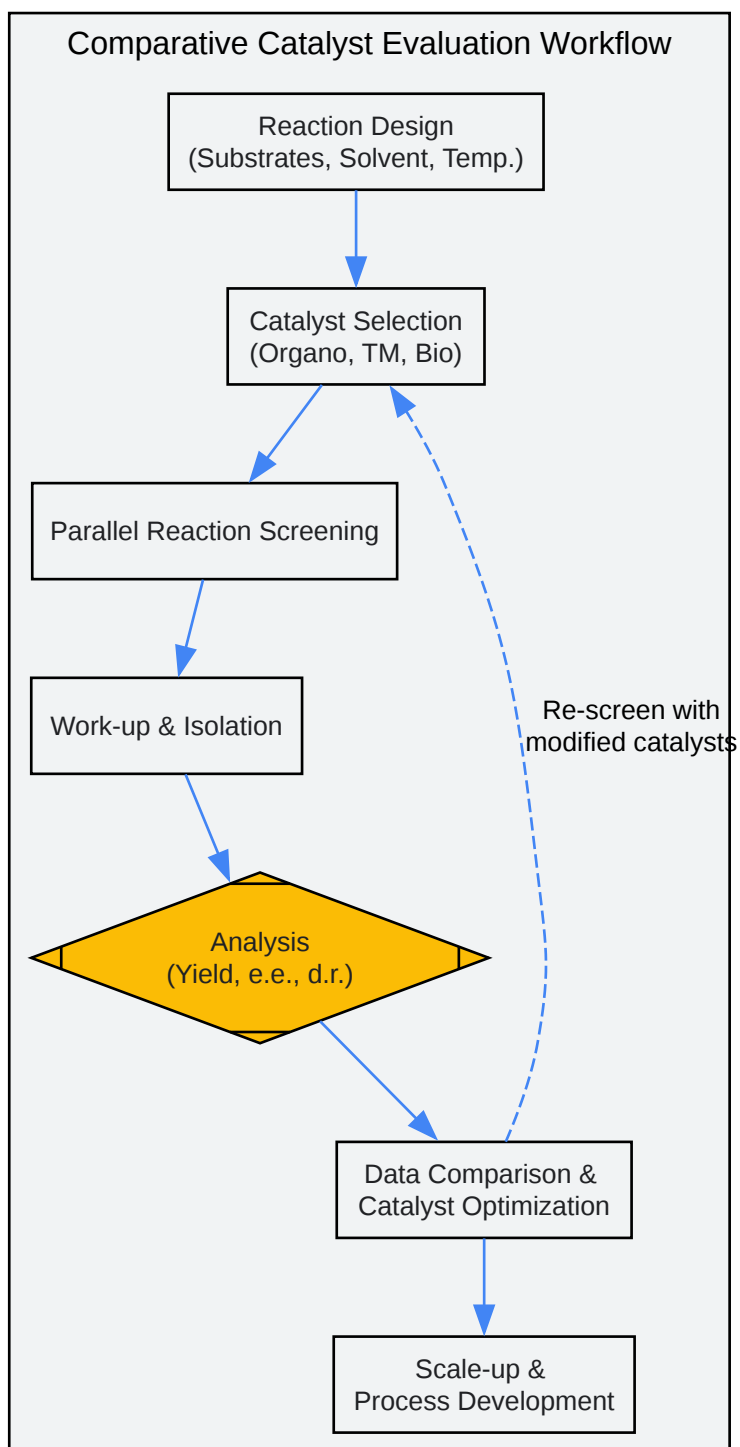 Comparative Catalyst Evaluation Workflow
Reaction Design
(Substrates, Solvent, Temp.)
Catalyst Selection
(Organo, TM, Bio)
Parallel Reaction Screening
Work-up & Isolation
Re-screen with
modified catalysts
Analysis
(Yield, e.e., d.r.)
Data Comparison &
Catalyst Optimization
Scale-up &
Process Development